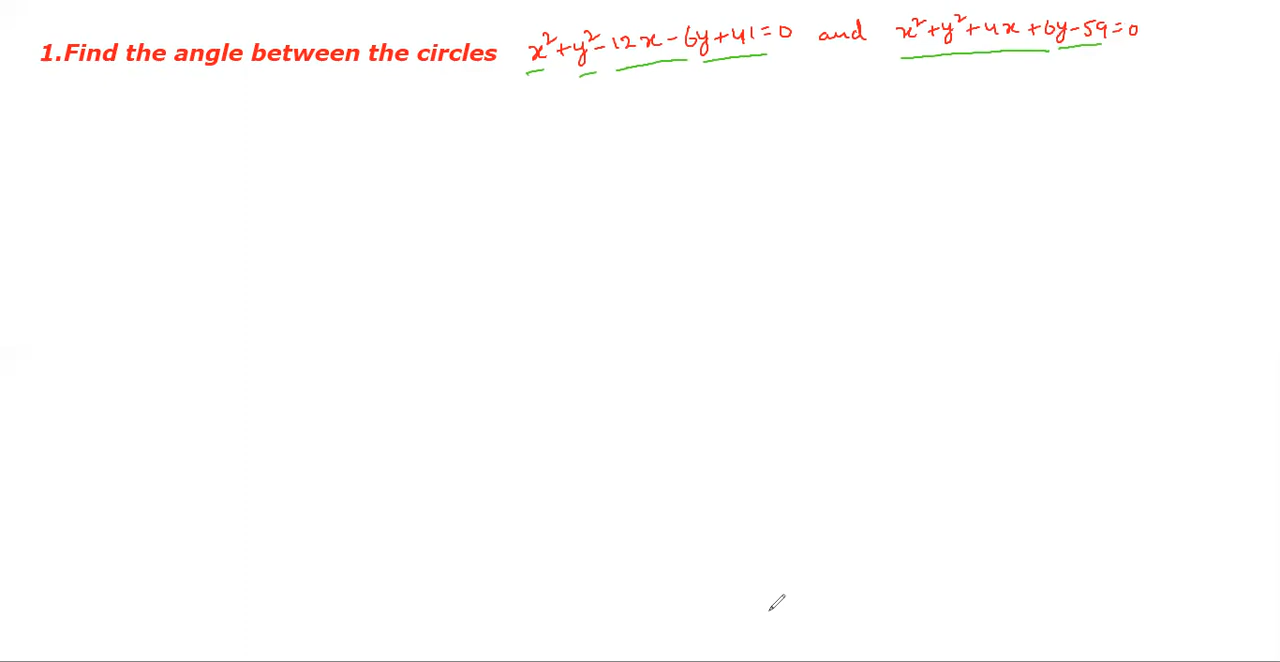 1.Find the angle between the circles x²+y²-12x-6y+41=0 and x²+y²+4x+6y-59=0